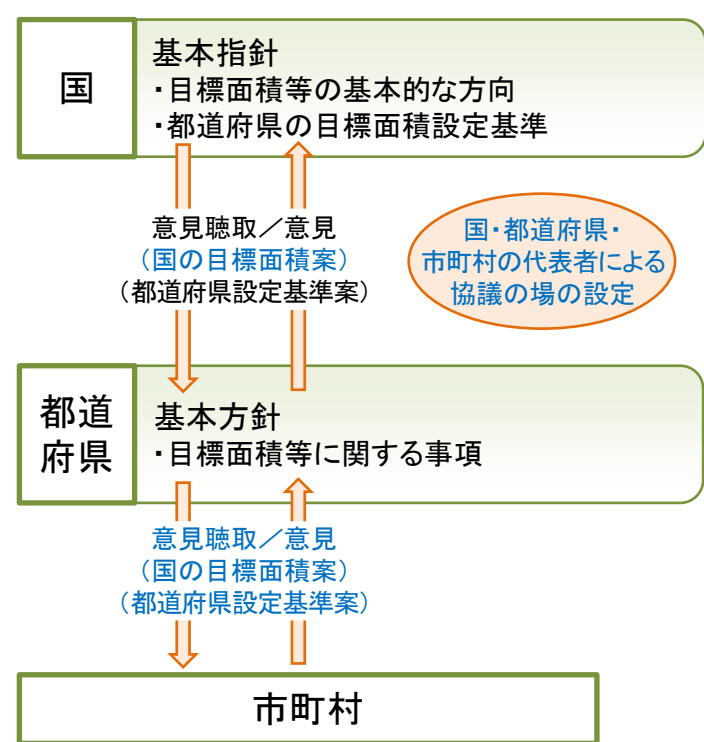 国
基本指針
・目標面積等の基本的な方向
・都道府県の目標面積設定基準
意見聴取／意見
（国の目標面積案）
（都道府県設定基準案）
国・都道府県・
市町村の代表者による
協議の場の設定
都道
府県
基本方針
・目標面積等に関する事項
意見聴取／意見
（国の目標面積案）
（都道府県設定基準案）
市町村